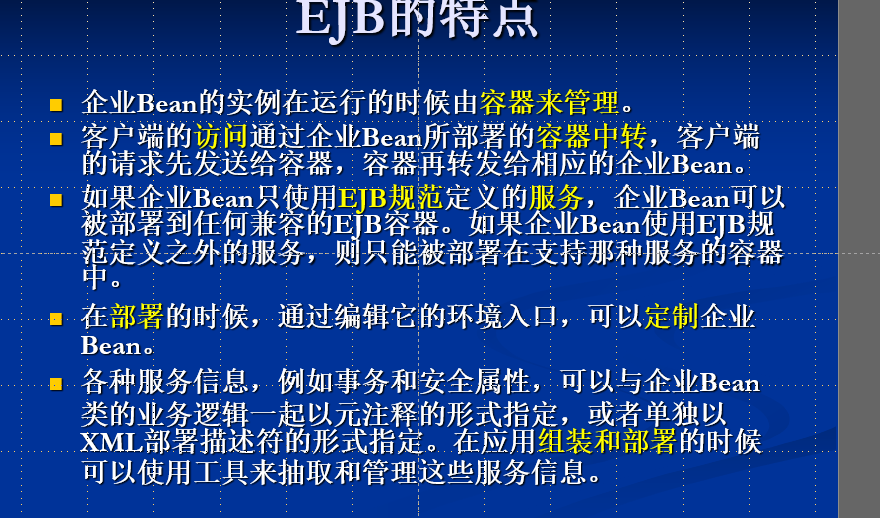 EJB的特点
企业Bean的实例在运行的时候由容器来管理。
客户端的访问通过企业Bean所部署的容器中转，客户端
的请求先发送给容器，容器再转发给相应的企业Bean。
如果企业Bean只使用EJB规范定义的服务，企业Bean可以
被部署到任何兼容的EJB容器。如果企业Bean使用EJB规
范定义之外的服务，则只能被部署在支持那种服务的容器
中。
在部署的时候，通过编辑它的环境入口，可以定制企业
Bean。
各种服务信息，例如事务和安全属性，可以与企业Bean
类的业务逻辑一起以元注释的形式指定，或者单独以
XML部署描述符的形式指定。在应用组装和部署的时候
可以使用工具来抽取和管理这些服务信息。